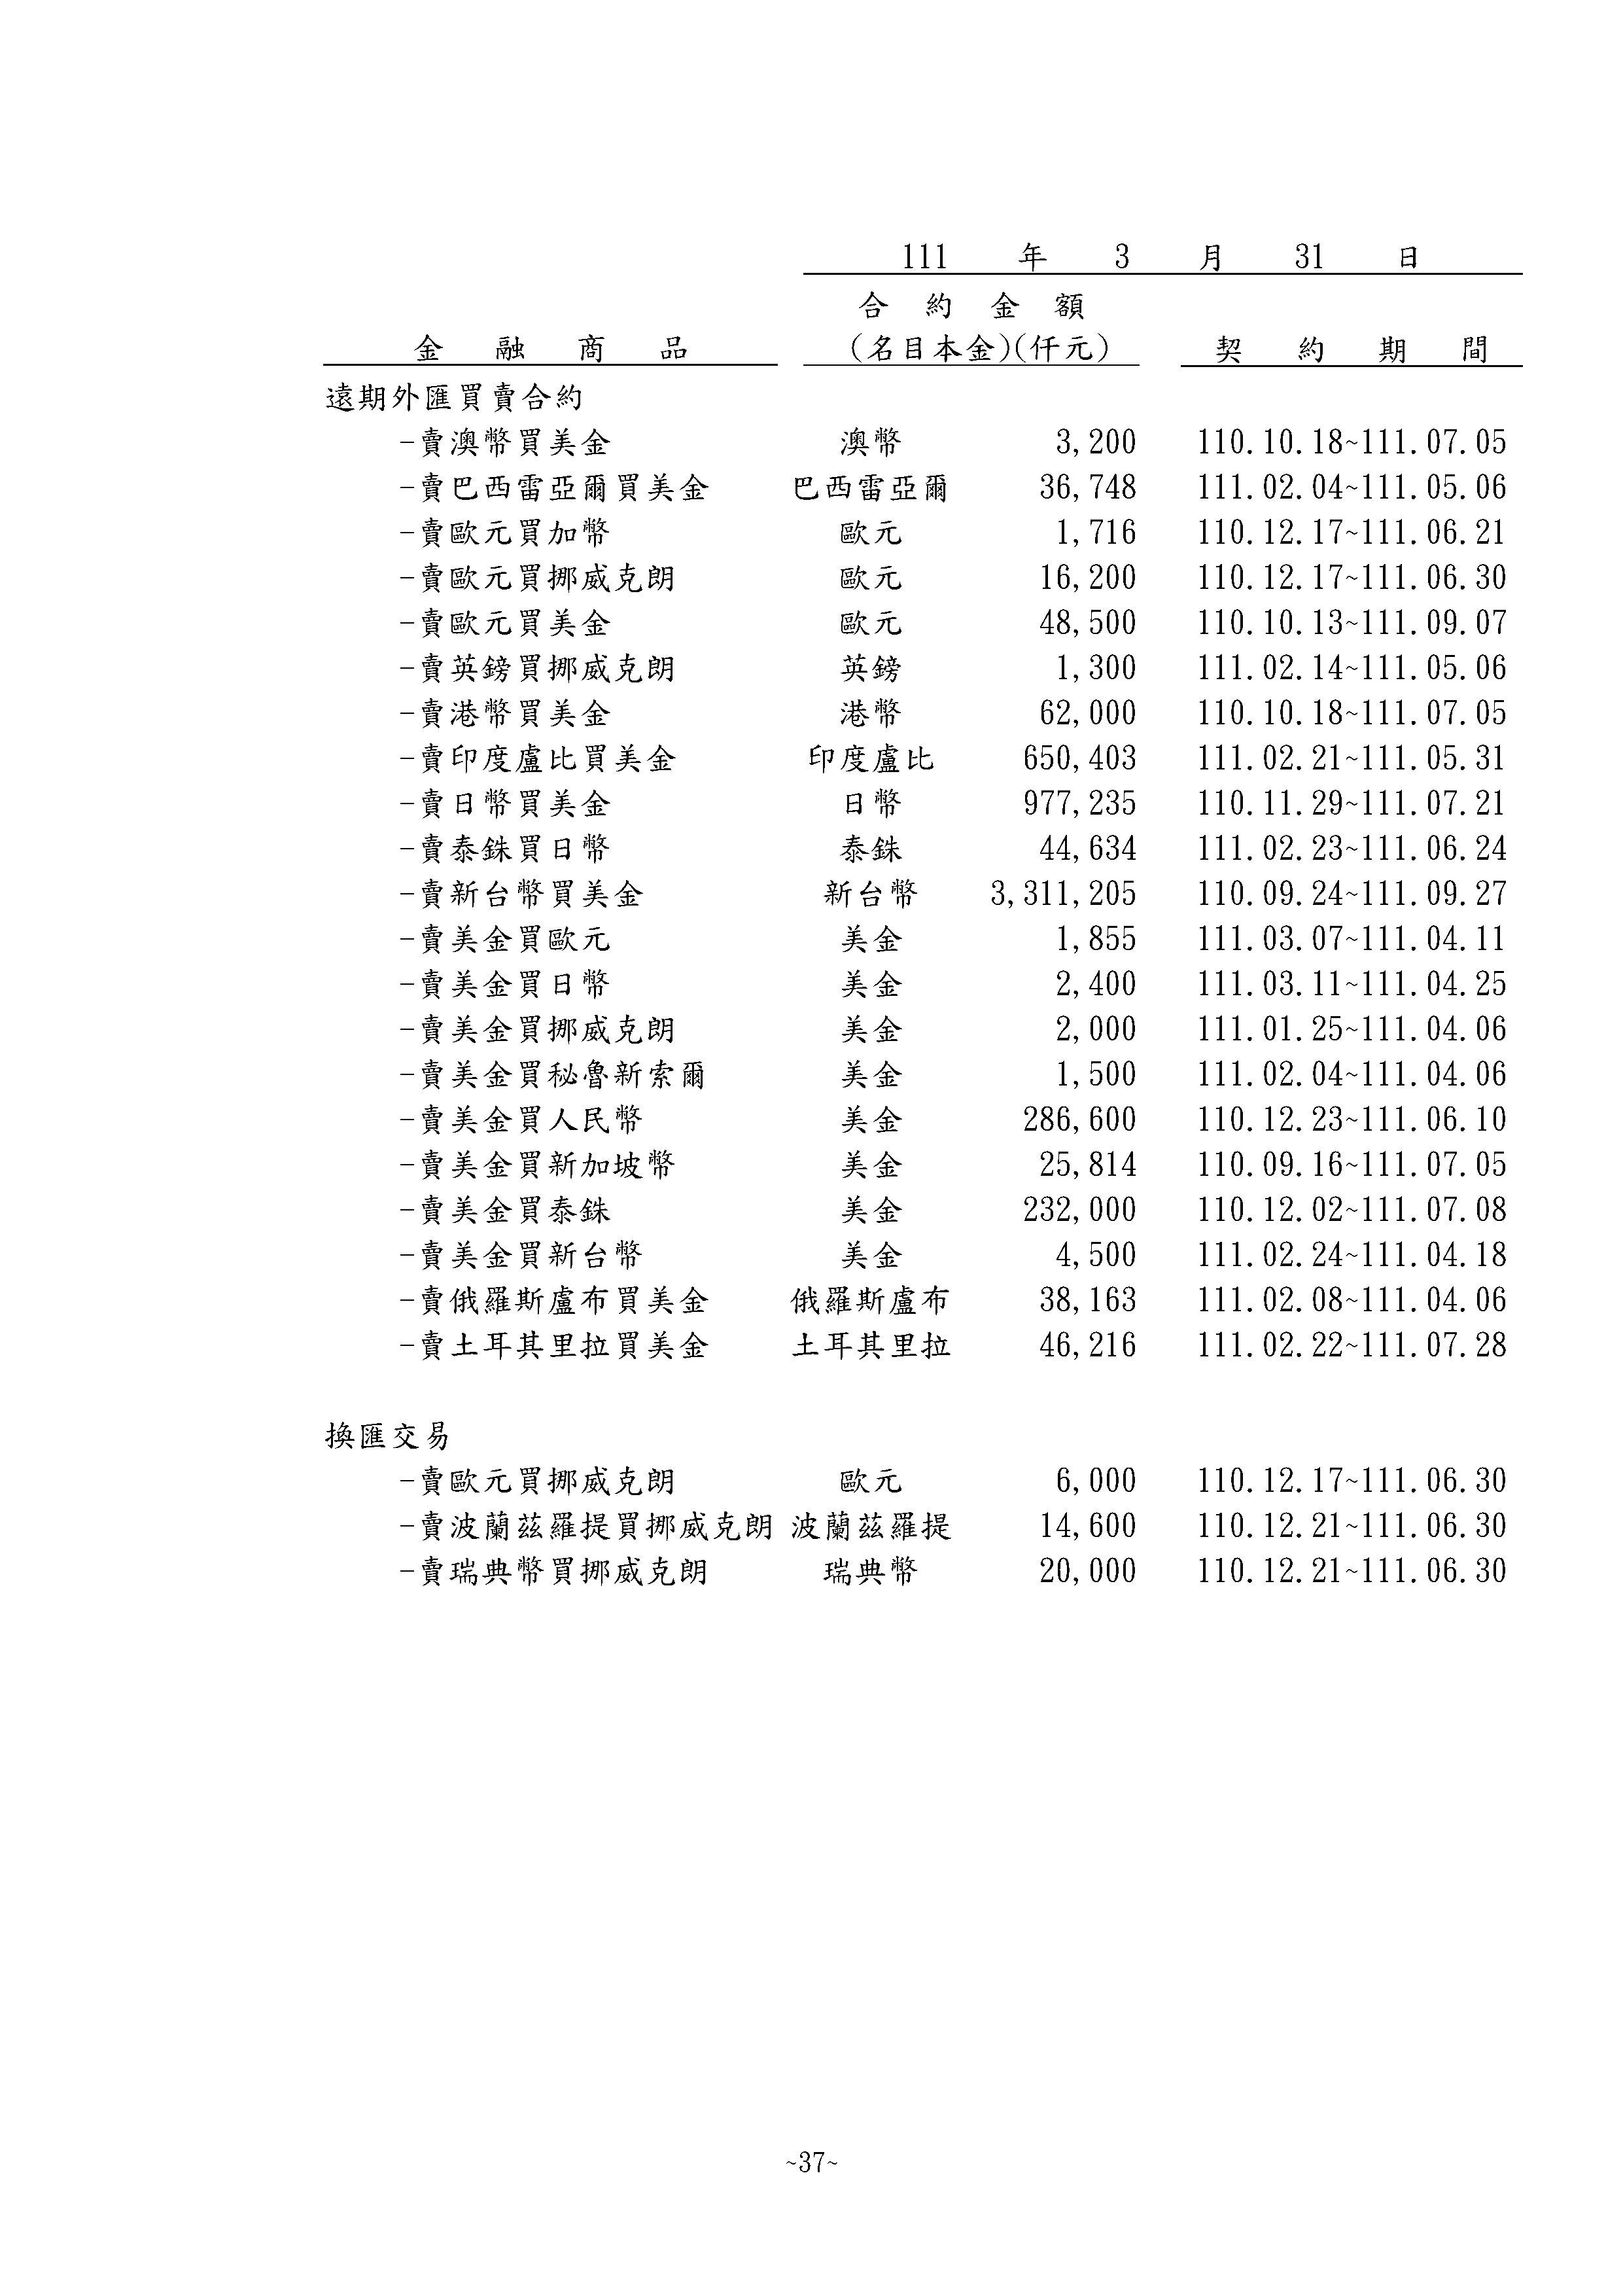 111 年 3 月 31 日
合 約 金 額
金 融 商 品 (名目本金)(仟元) 契 約 期 間
遠期外匯買賣合約
-賣澳幣買美金 澳幣 3,200 110.10.18~111.07.05
-賣巴西雷亞爾買美金 巴西雷亞爾 36,748 111.02.04~111.05.06
-賣歐元買加幣 歐元 1,716 110.12.17~111.06.21
-賣歐元買挪威克朗 歐元 16,200 110.12.17~111.06.30
-賣歐元買美金 歐元 48,500 110.10.13~111.09.07
-賣英鎊買挪威克朗 英鎊 1,300 111.02.14~111.05.06
-賣港幣買美金 港幣 62,000 110.10.18~111.07.05
-賣印度盧比買美金 印度盧比 650,403 111.02.21~111.05.31
-賣日幣買美金 日幣 977,235 110.11.29~111.07.21
-賣泰銖買日幣 泰銖 44,634 111.02.23~111.06.24
-賣新台幣買美金 新台幣 3,311,205 110.09.24~111.09.27
-賣美金買歐元 美金 1,855 111.03.07~111.04.11
-賣美金買日幣 美金 2,400 111.03.11~111.04.25
-賣美金買挪威克朗 美金 2,000 111.01.25~111.04.06
-賣美金買秘魯新索爾 美金 1,500 111.02.04~111.04.06
-賣美金買人民幣 美金 286,600 110.12.23~111.06.10
-賣美金買新加坡幣 美金 25,814 110.09.16~111.07.05
-賣美金買泰銖 美金 232,000 110.12.02~111.07.08
-賣美金買新台幣 美金 4,500 111.02.24~111.04.18
-賣俄羅斯盧布買美金 俄羅斯盧布 38,163 111.02.08~111.04.06
-賣土耳其里拉買美金 土耳其里拉 46,216 111.02.22~111.07.28
換匯交易
-賣歐元買挪威克朗 歐元 6,000 110.12.17~111.06.30
-賣波蘭茲羅提買挪威克朗 波蘭茲羅提 14,600 110.12.21~111.06.30
-賣瑞典幣買挪威克朗 瑞典幣 20,000 110.12.21~111.06.30
~37~